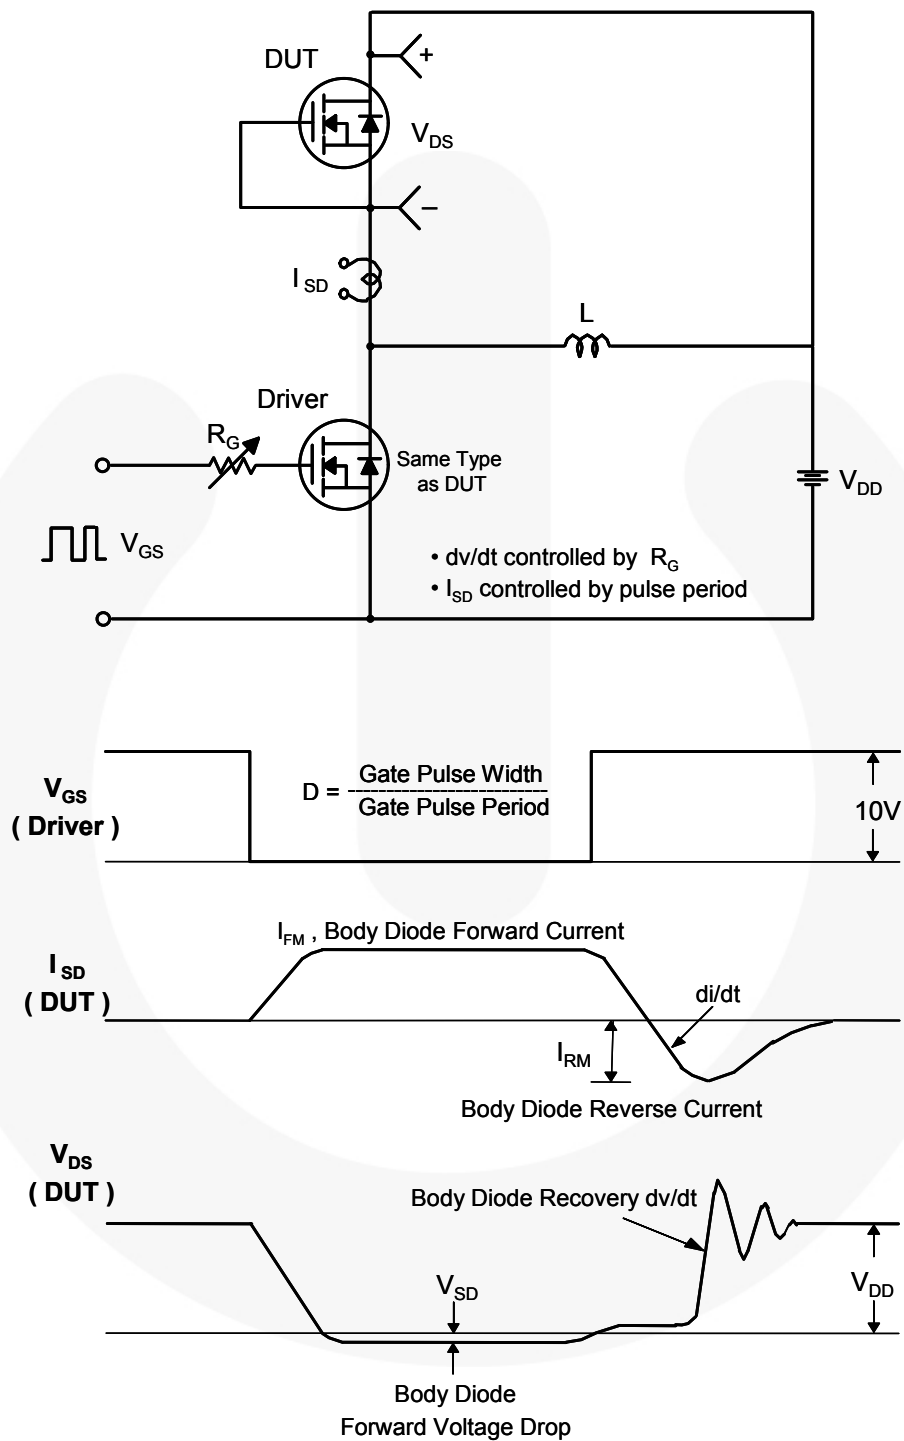 DUT
+
V_DS
−
I_SD
L
Driver
R_G
Same Type
as DUT
V_DD
V_GS
• dv/dt controlled by R_G
• I_SD controlled by pulse period
V_GS
( Driver )
D = Gate Pulse Width
Gate Pulse Period
10V
I_FM , Body Diode Forward Current
I_SD
( DUT )
di/dt
I_RM
Body Diode Reverse Current
V_DS
( DUT )
Body Diode Recovery dv/dt
V_SD
V_DD
Body Diode
Forward Voltage Drop